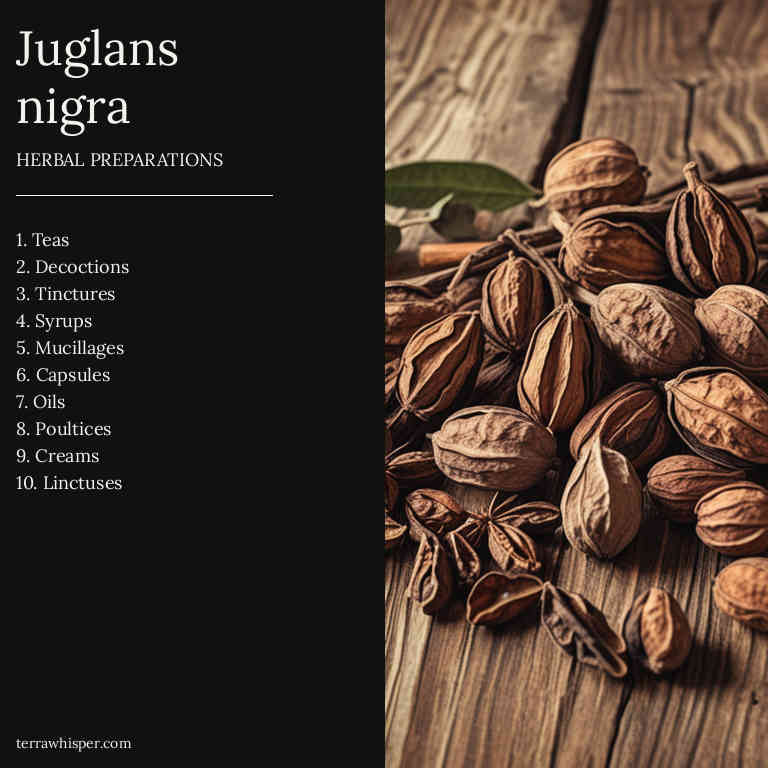 Juglans
nigra
HERBAL PREPARATIONS
1. Teas
2. Decoctions
3. Tinctures
4. Syrups
5. Mucillages
6. Capsules
7. Oils
8. Poultices
9. Creams
10. Linctuses
terrawhisper.com